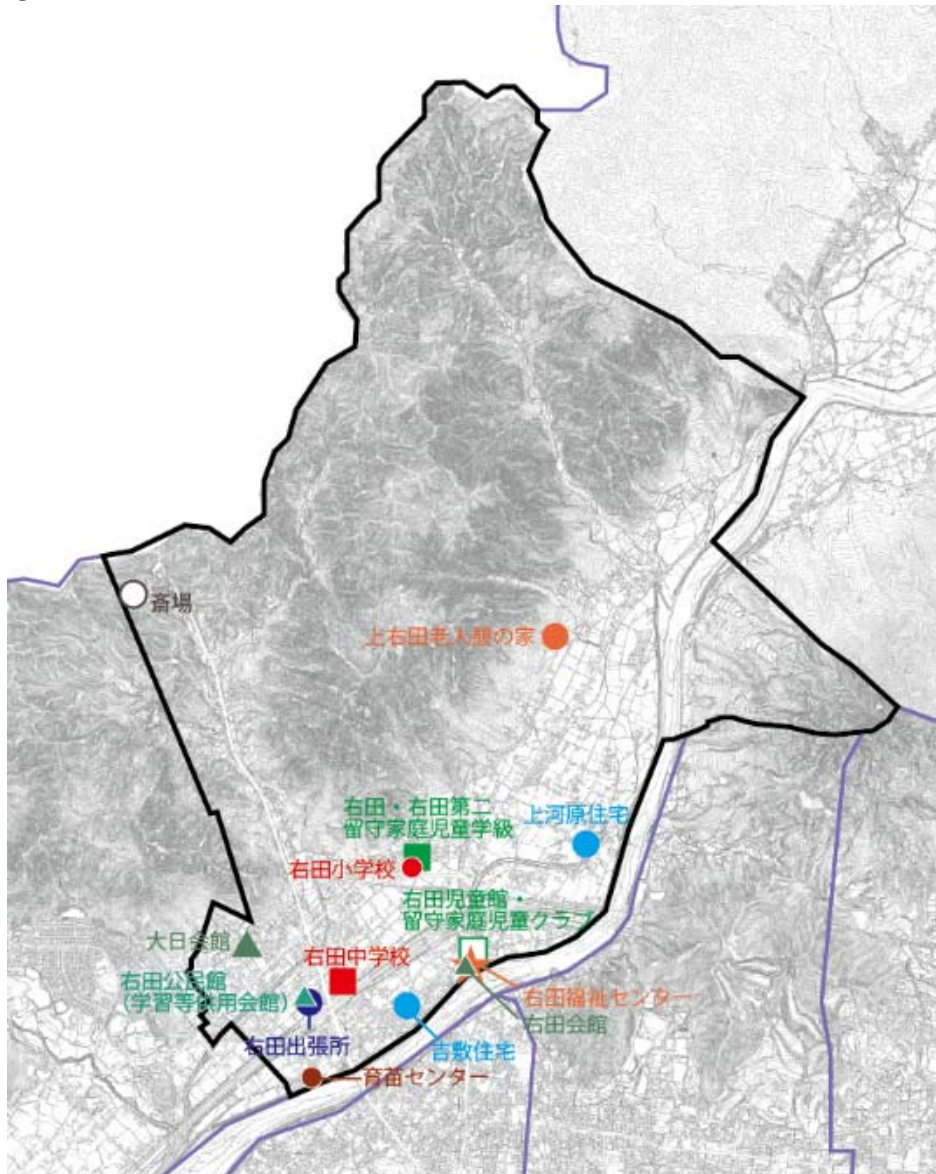 斎場
上右田老人憩の家
右田・右田第二
留守家庭児童学級
上河原住宅
右田小学校
右田児童館・
留守家庭児童クラブ
大日会館
右田中学校
右田公民館
(学習等供用会館)
右田福祉センター
右田会館
右田出張所
吉敷住宅
育苗センター